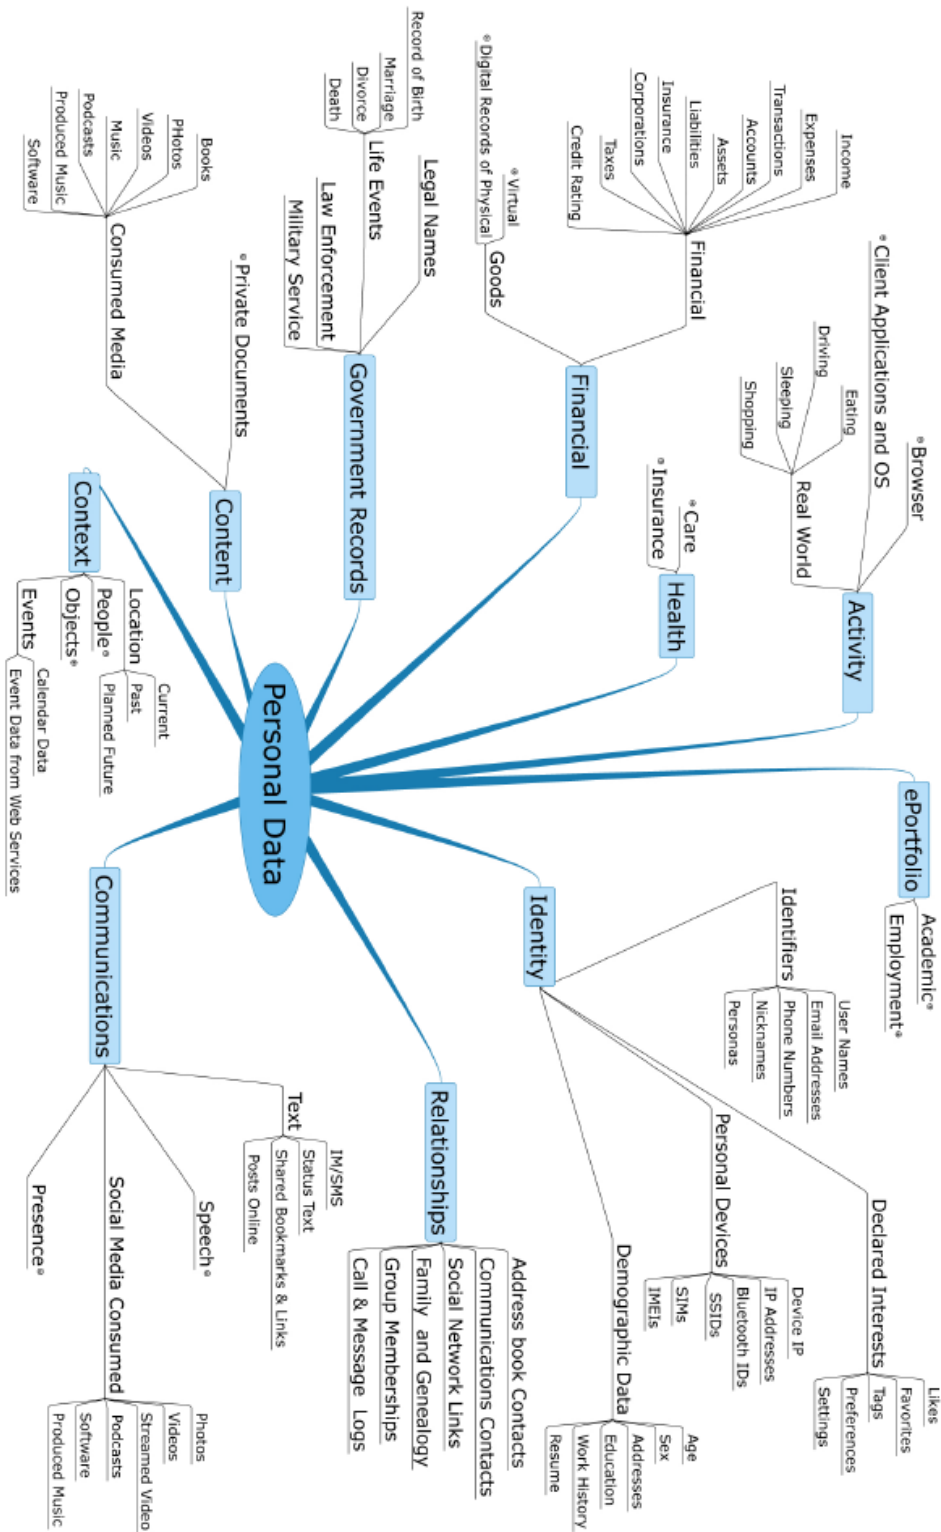 Personal Data
ePortfolio
Academic®
Employment®
Activity
®Browser
®Client Applications and OS
Real World
Eating
Driving
Sleeping
Shopping
Health
®Care
®Insurance
Financial
Financial
Income
Expenses
Transactions
Accounts
Assets
Liabilities
Insurance
Corporations
Taxes
Credit Rating
Goods
®Virtual
®Digital Records of Physical
Government Records
Legal Names
Life Events
Record of Birth
Marriage
Divorce
Death
Law Enforcement
Military Service
Content
®Private Documents
Consumed Media
Books
PHotos
Videos
Music
Podcasts
Produced Music
Software
Context
Location
Current
Past
Planned Future
People®
Objects®
Events
Calendar Data
Event Data from Web Services
Identity
Identifiers
User Names
Email Addresses
Phone Numbers
Nicknames
Personas
Declared Interests
Likes
Favorites
Tags
Preferences
Settings
Personal Devices
Device IP
IP Addresses
Bluetooth IDs
SSIDs
SIMs
IMEIs
Demographic Data
Age
Sex
Addresses
Education
Work History
Resume
Relationships
Address book Contacts
Communications Contacts
Social Network Links
Family and Genealogy
Group Memberships
Call & Message Logs
Communications
Text
IM/SMS
Status Text
Shared Bookmarks & Links
Posts Online
Speech®
Social Media Consumed
Photos
Videos
Streamed Video
Podcasts
Software
Produced Music
Presence®